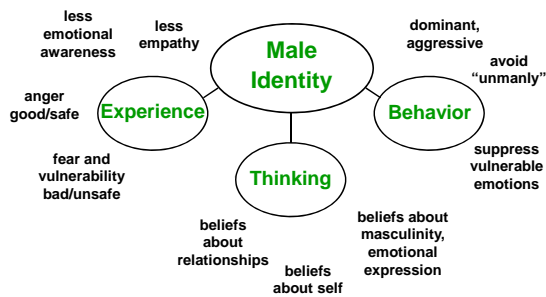 less
emotional
awareness
less
empathy
Male
Identity
dominant,
aggressive
avoid
“unmanly”
anger
good/safe
Experience
Behavior
fear and
vulnerability
bad/unsafe
suppress
vulnerable
emotions
Thinking
beliefs
about
relationships
beliefs
about self
beliefs about
masculinity,
emotional
expression